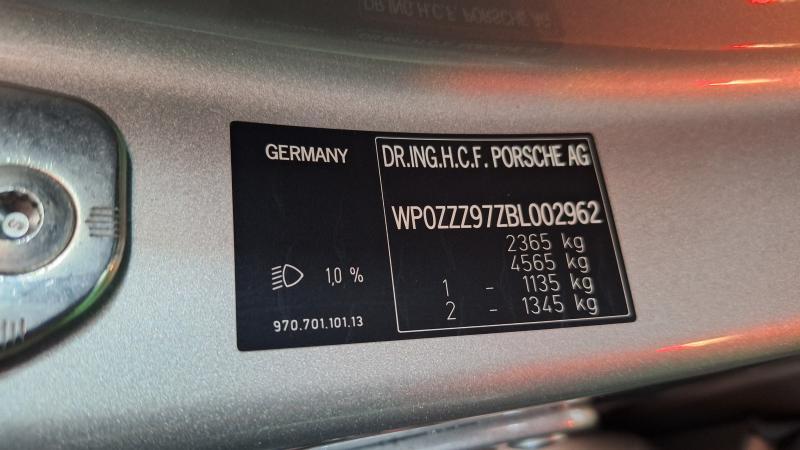 GERMANY
1,0 %
970.701.101.13
DR.ING.H.C.F. PORSCHE AG
WP0ZZZ97ZBL002962
2365 kg
4565 kg
1 - 1135 kg
2 - 1345 kg